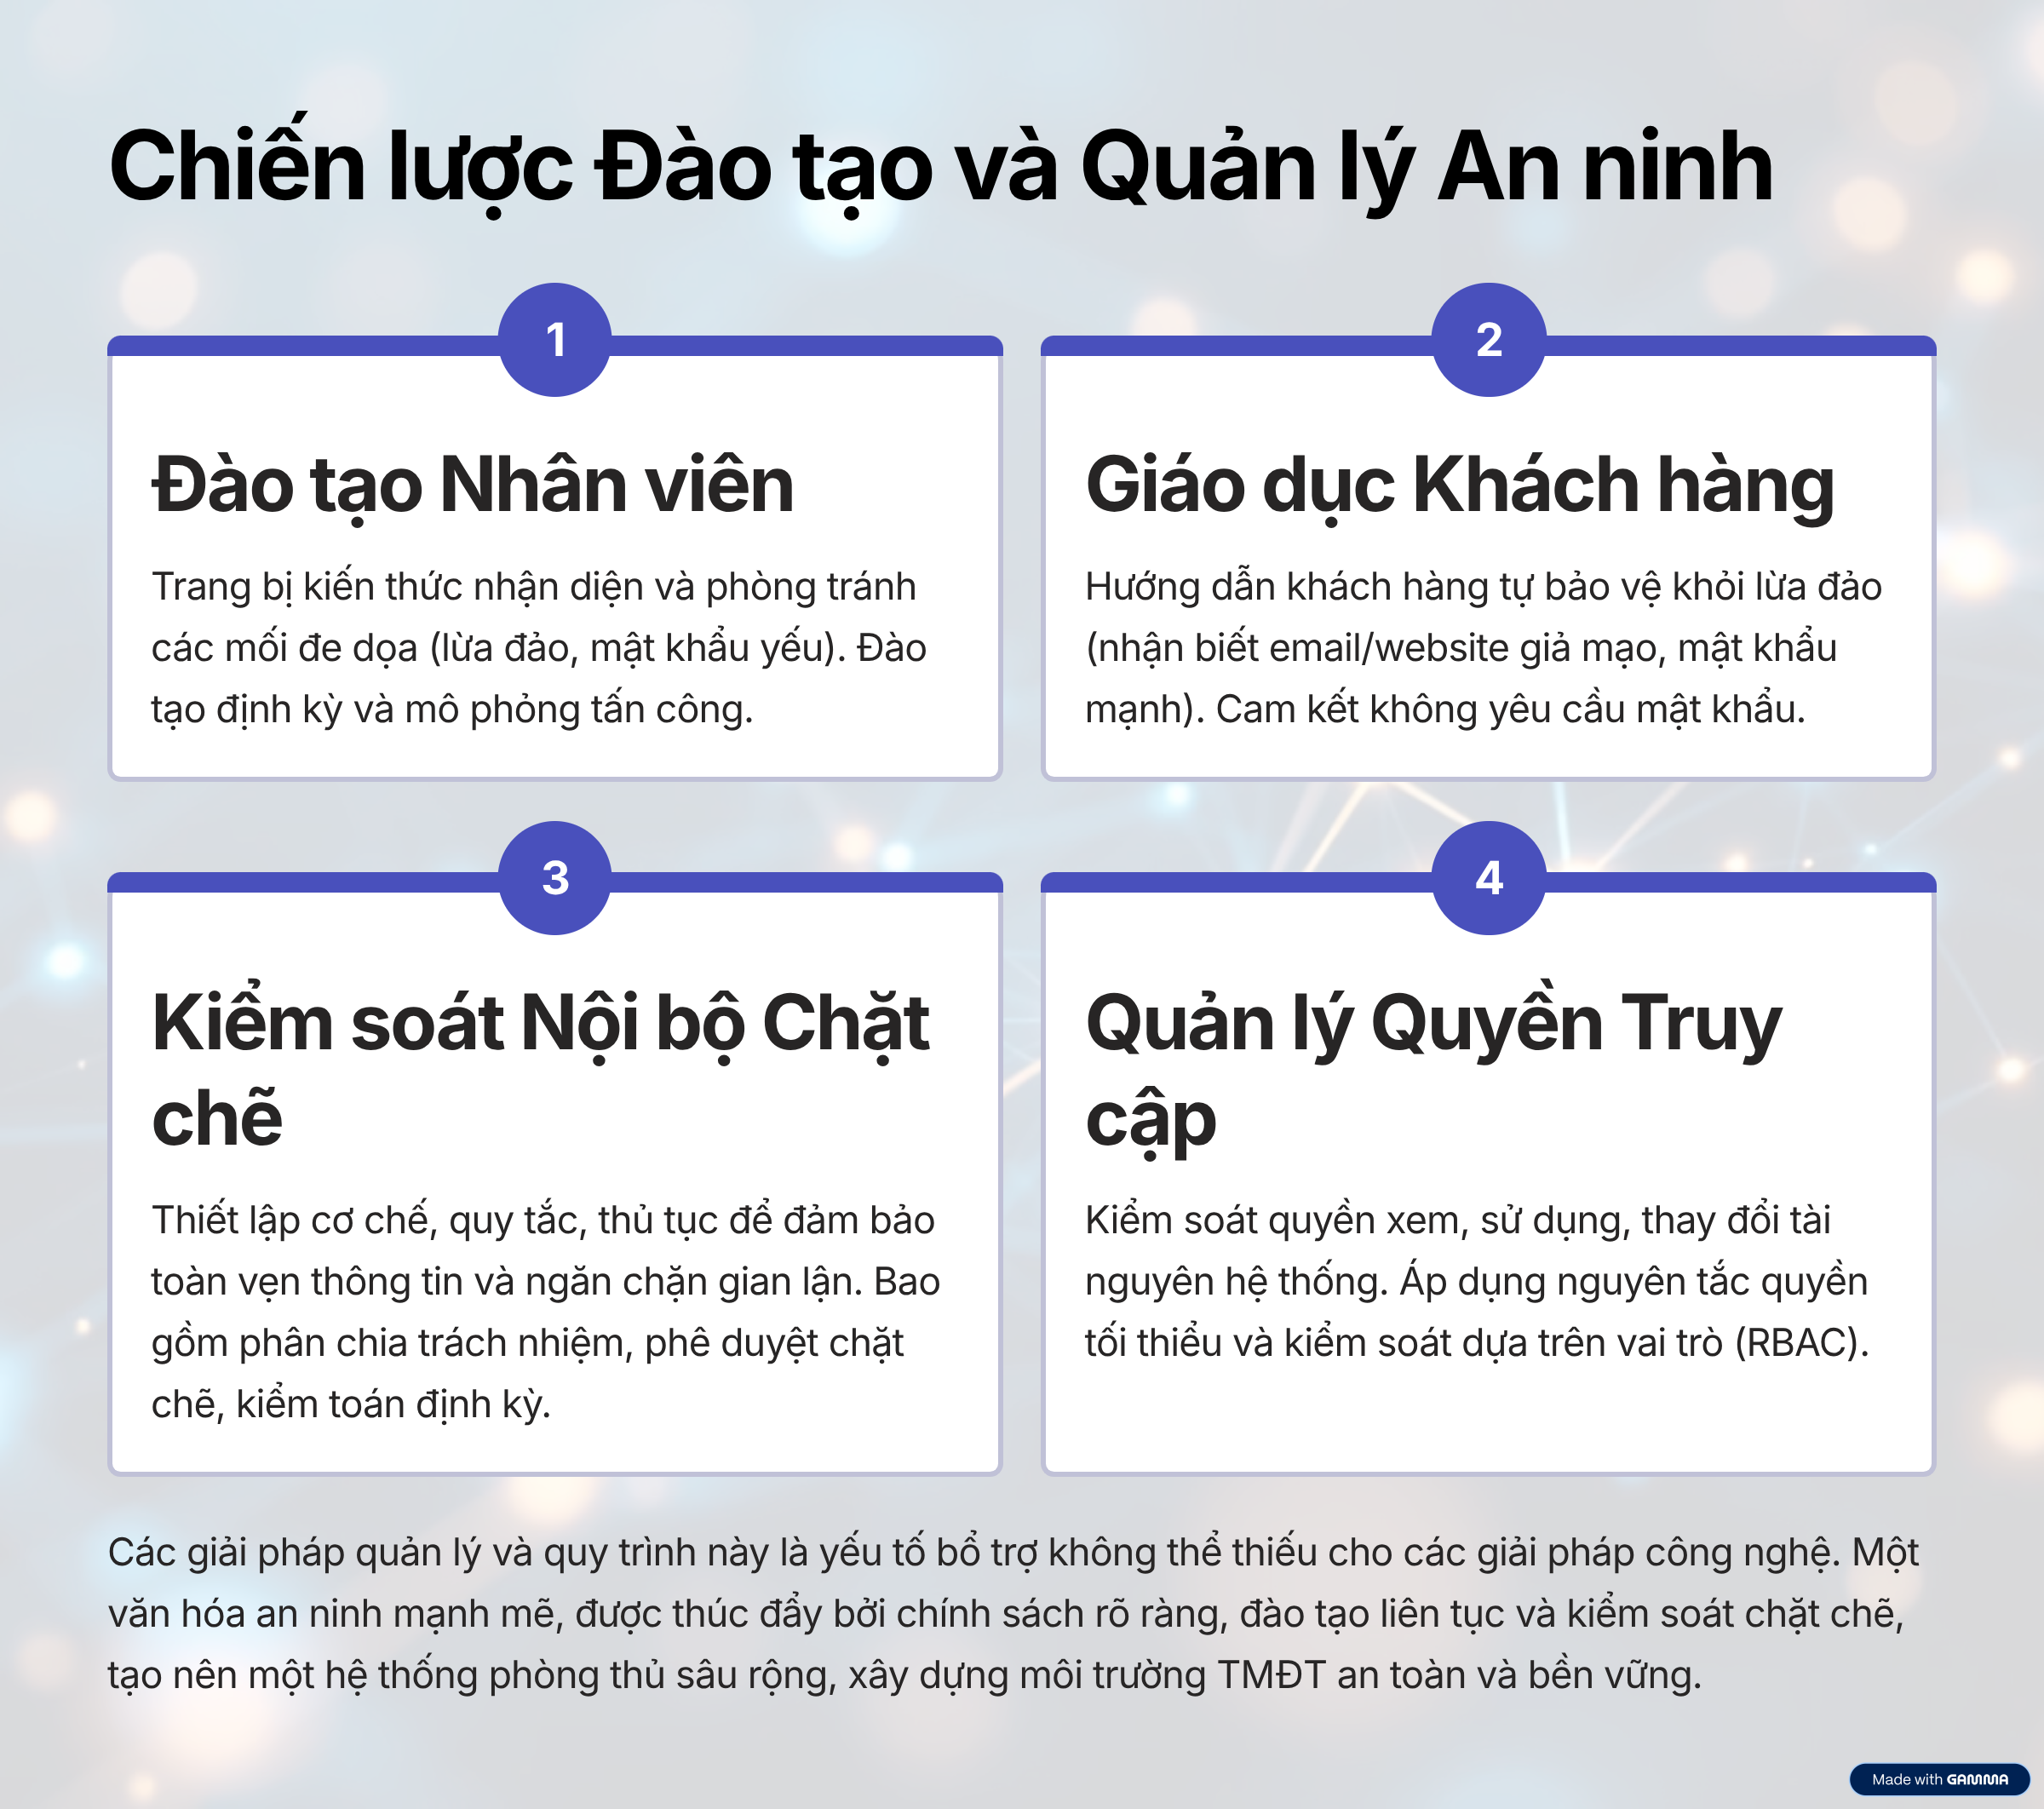 Chiến lược Đào tạo và Quản lý An ninh
1
Đào tạo Nhân viên
Trang bị kiến thức nhận diện và phòng tránh
các mối đe dọa (lừa đảo, mật khẩu yếu). Đào
tạo định kỳ và mô phỏng tấn công.
2
Giáo dục Khách hàng
Hướng dẫn khách hàng tự bảo vệ khỏi lừa đảo
(nhận biết email/website giả mạo, mật khẩu
mạnh). Cam kết không yêu cầu mật khẩu.
3
Kiểm soát Nội bộ Chặt
chẽ
Thiết lập cơ chế, quy tắc, thủ tục để đảm bảo
toàn vẹn thông tin và ngăn chặn gian lận. Bao
gồm phân chia trách nhiệm, phê duyệt chặt
chẽ, kiểm toán định kỳ.
4
Quản lý Quyền Truy
cập
Kiểm soát quyền xem, sử dụng, thay đổi tài
nguyên hệ thống. Áp dụng nguyên tắc quyền
tối thiểu và kiểm soát dựa trên vai trò (RBAC).
Các giải pháp quản lý và quy trình này là yếu tố bổ trợ không thể thiếu cho các giải pháp công nghệ. Một
văn hóa an ninh mạnh mẽ, được thúc đẩy bởi chính sách rõ ràng, đào tạo liên tục và kiểm soát chặt chẽ,
tạo nên một hệ thống phòng thủ sâu rộng, xây dựng môi trường TMĐT an toàn và bền vững.
Made with GAMMA